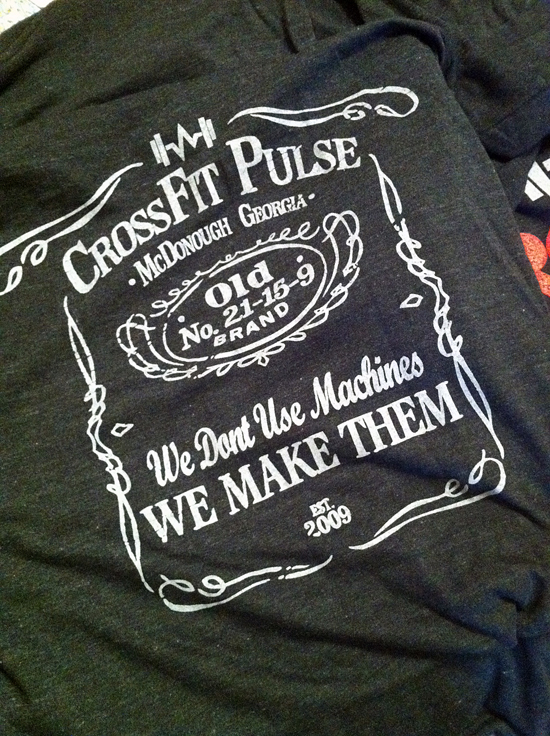 CROSSFIT PULSE
• MCDONOUGH GEORGIA •
Old
No. 21-15-9
BRAND
We Dont Use Machines
WE MAKE THEM
EST.
2009